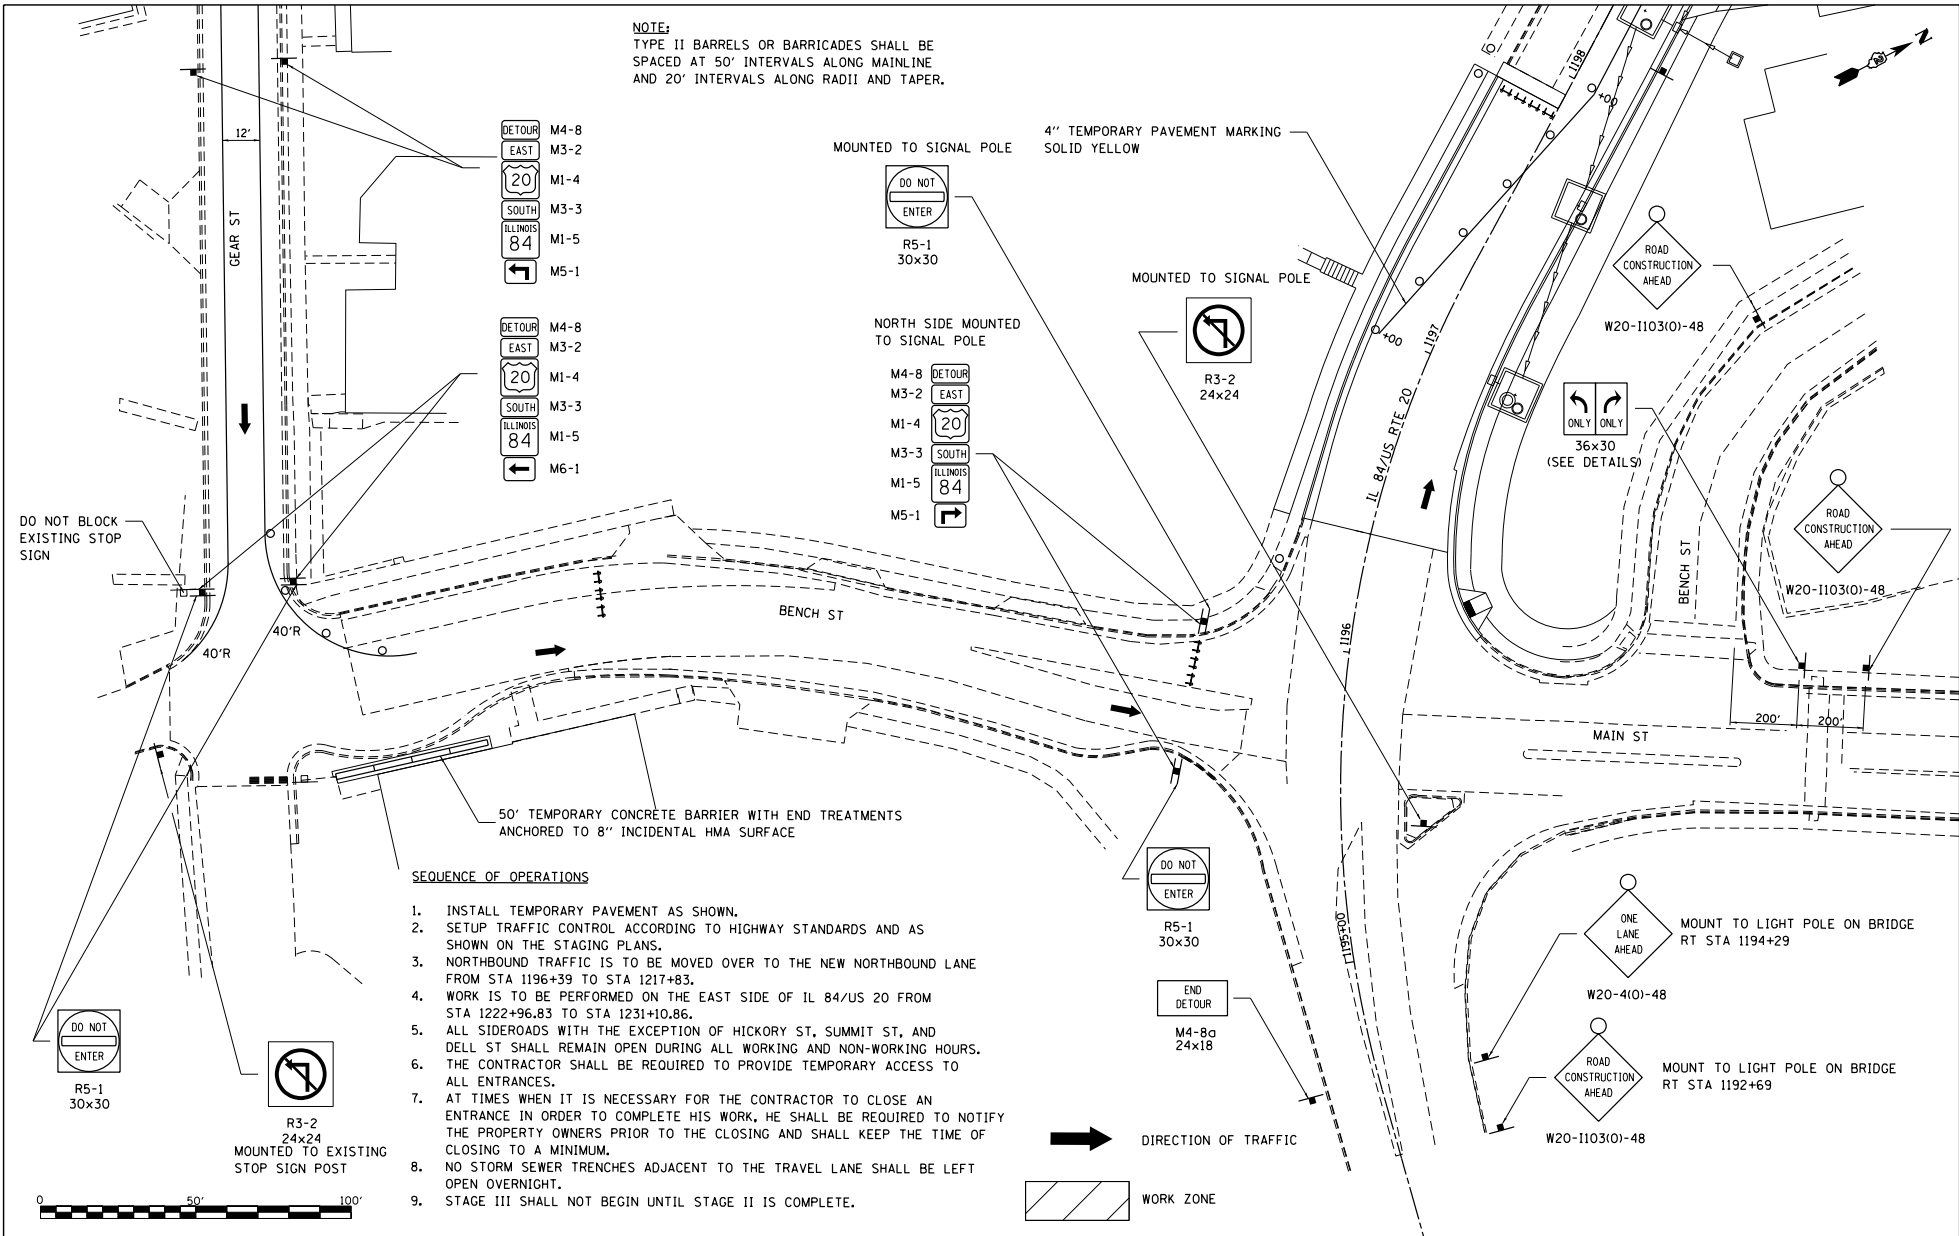 NOTE:
TYPE II BARRELS OR BARRICADES SHALL BE
SPACED AT 50' INTERVALS ALONG MAINLINE
AND 20' INTERVALS ALONG RADII AND TAPER.
N
12'
GEAR ST
DETOUR M4-8
EAST M3-2
20 M1-4
SOUTH M3-3
ILLINOIS
84 M1-5
M5-1
DETOUR M4-8
EAST M3-2
20 M1-4
SOUTH M3-3
ILLINOIS
84 M1-5
M6-1
MOUNTED TO SIGNAL POLE
DO NOT
ENTER
R5-1
30x30
4" TEMPORARY PAVEMENT MARKING
SOLID YELLOW
MOUNTED TO SIGNAL POLE
R3-2
24x24
NORTH SIDE MOUNTED
TO SIGNAL POLE
M4-8 DETOUR
M3-2 EAST
M1-4 20
M3-3 SOUTH
M1-5 ILLINOIS
84
M5-1
1198
+00
+00
1197
IL 84/US RTE 20
1196
1195+00
ROAD
CONSTRUCTION
AHEAD
W20-I103(O)-48
ONLY ONLY
36x30
(SEE DETAILS)
ROAD
CONSTRUCTION
AHEAD
W20-I103(O)-48
BENCH ST
DO NOT BLOCK
EXISTING STOP
SIGN
40'R
40'R
BENCH ST
200' 200'
MAIN ST
50' TEMPORARY CONCRETE BARRIER WITH END TREATMENTS
ANCHORED TO 8" INCIDENTAL HMA SURFACE
SEQUENCE OF OPERATIONS
1. INSTALL TEMPORARY PAVEMENT AS SHOWN.
2. SETUP TRAFFIC CONTROL ACCORDING TO HIGHWAY STANDARDS AND AS
SHOWN ON THE STAGING PLANS.
3. NORTHBOUND TRAFFIC IS TO BE MOVED OVER TO THE NEW NORTHBOUND LANE
FROM STA 1196+39 TO STA 1217+83.
4. WORK IS TO BE PERFORMED ON THE EAST SIDE OF IL 84/US 20 FROM
STA 1222+96.83 TO STA 1231+10.86.
5. ALL SIDEROADS WITH THE EXCEPTION OF HICKORY ST, SUMMIT ST, AND
DELL ST SHALL REMAIN OPEN DURING ALL WORKING AND NON-WORKING HOURS.
6. THE CONTRACTOR SHALL BE REQUIRED TO PROVIDE TEMPORARY ACCESS TO
ALL ENTRANCES.
7. AT TIMES WHEN IT IS NECESSARY FOR THE CONTRACTOR TO CLOSE AN
ENTRANCE IN ORDER TO COMPLETE HIS WORK, HE SHALL BE REQUIRED TO NOTIFY
THE PROPERTY OWNERS PRIOR TO THE CLOSING AND SHALL KEEP THE TIME OF
CLOSING TO A MINIMUM.
8. NO STORM SEWER TRENCHES ADJACENT TO THE TRAVEL LANE SHALL BE LEFT
OPEN OVERNIGHT.
9. STAGE III SHALL NOT BEGIN UNTIL STAGE II IS COMPLETE.
DO NOT
ENTER
R5-1
30x30
R3-2
24x24
MOUNTED TO EXISTING
STOP SIGN POST
0 50' 100'
DO NOT
ENTER
R5-1
30x30
END
DETOUR
M4-8a
24x18
DIRECTION OF TRAFFIC
WORK ZONE
ONE
LANE
AHEAD
MOUNT TO LIGHT POLE ON BRIDGE
RT STA 1194+29
W20-4(O)-48
ROAD
CONSTRUCTION
AHEAD
MOUNT TO LIGHT POLE ON BRIDGE
RT STA 1192+69
W20-I103(O)-48